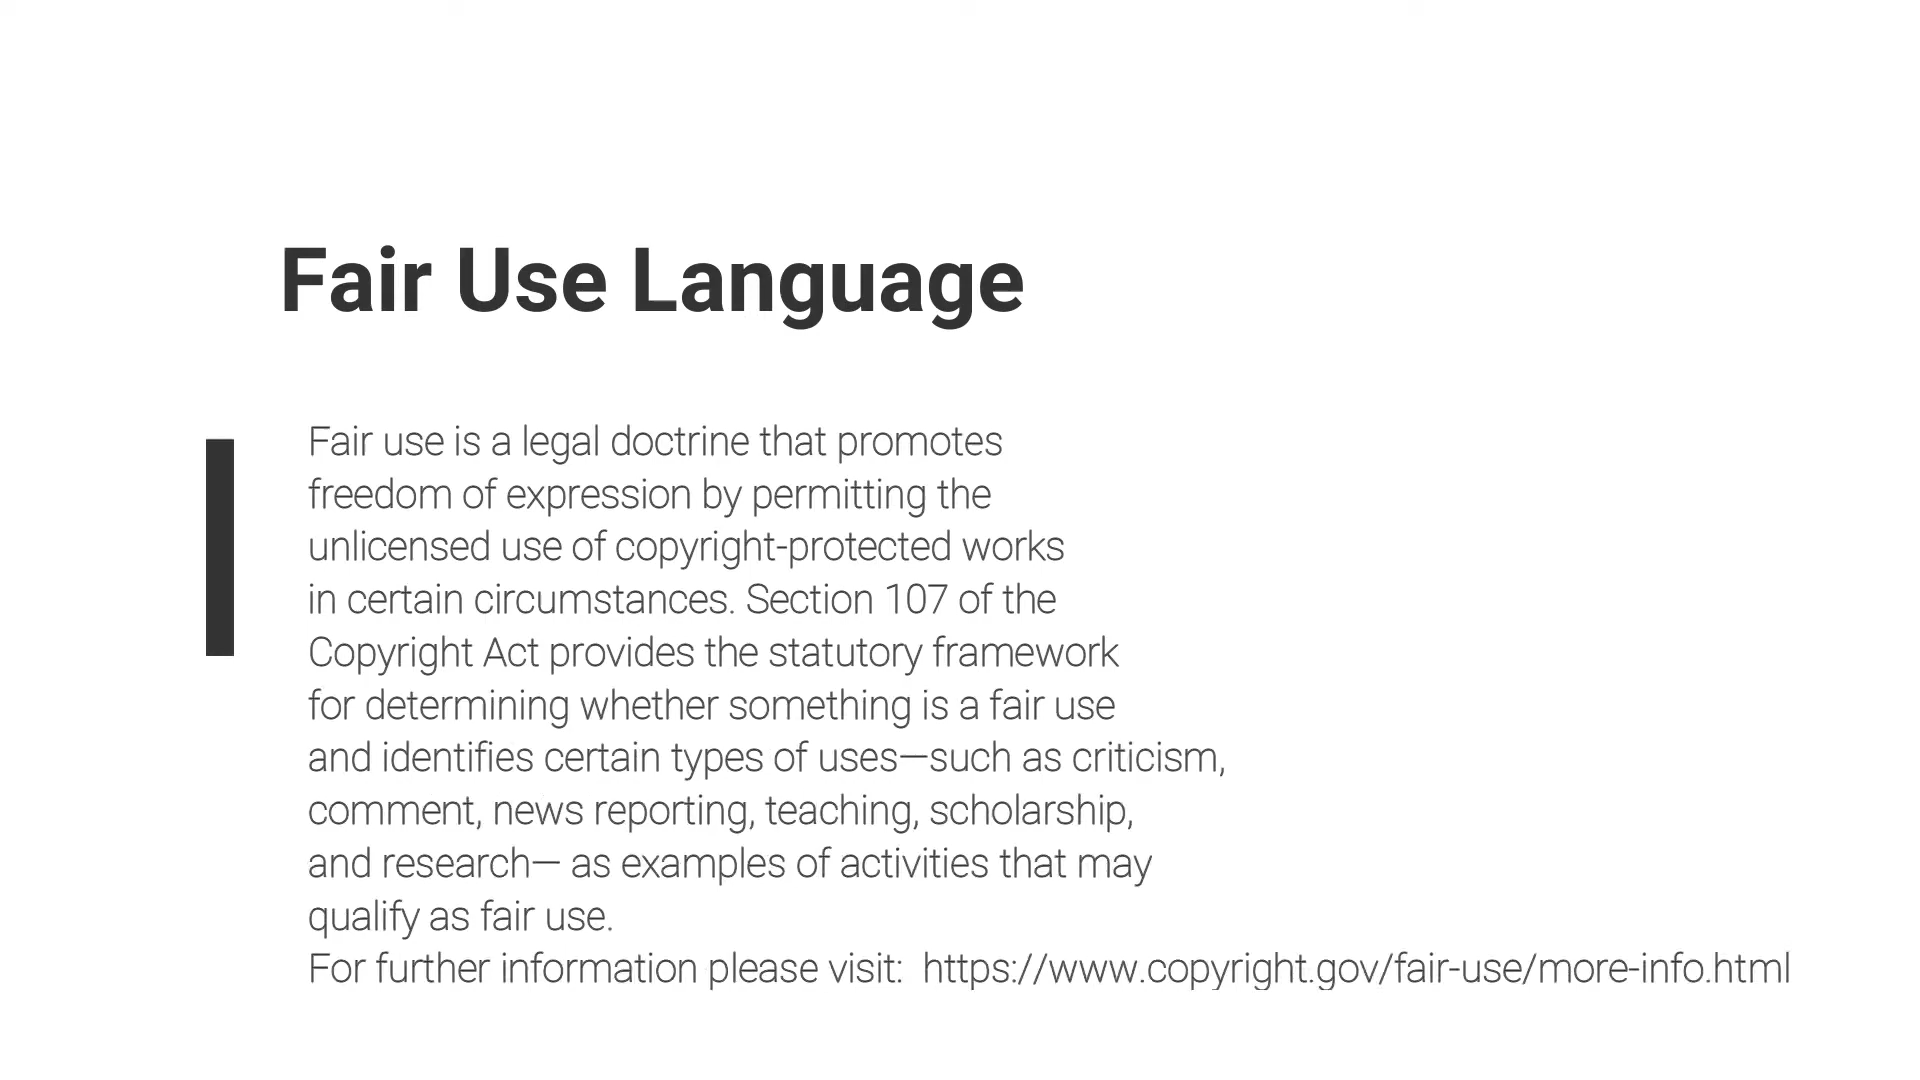 Fair Use Language
Fair use is a legal doctrine that promotes
freedom of expression by permitting the
unlicensed use of copyright-protected works
in certain circumstances. Section 107 of the
Copyright Act provides the statutory framework
for determining whether something is a fair use
and identifies certain types of uses—such as criticism,
comment, news reporting, teaching, scholarship,
and research— as examples of activities that may
qualify as fair use.
For further information please visit:  https://www.copyright.gov/fair-use/more-info.html